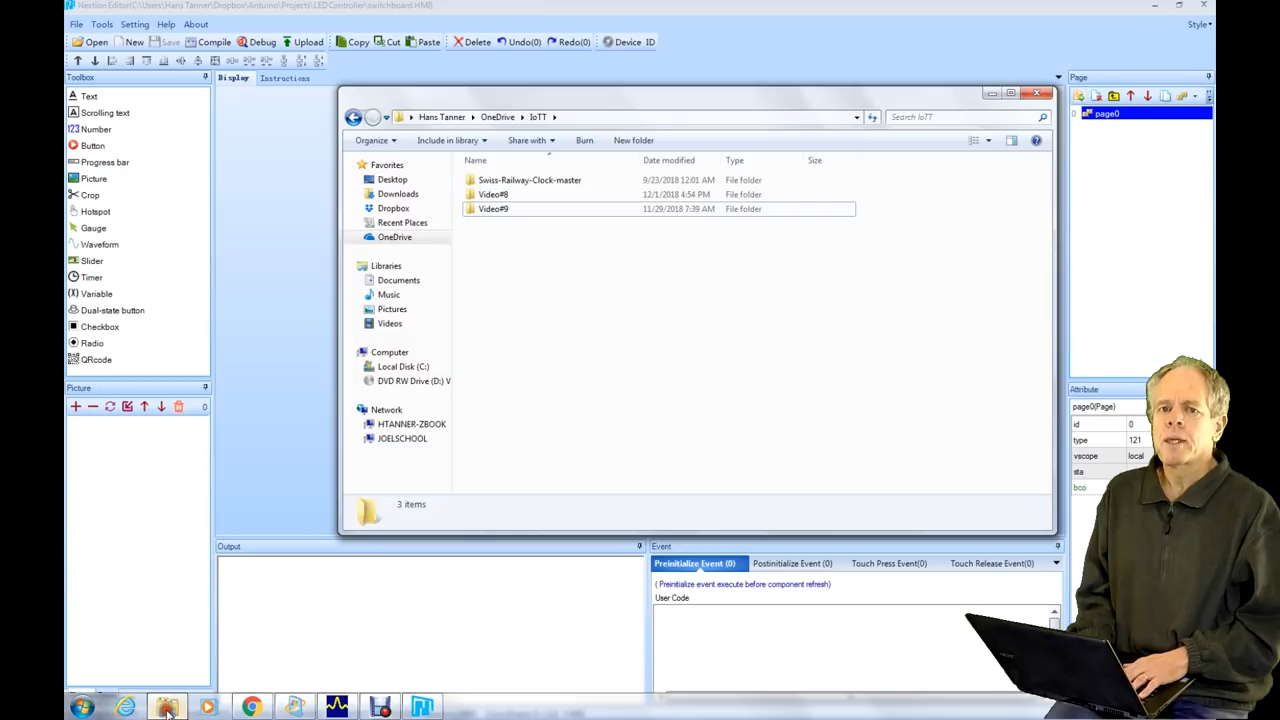 Nextion Editor(C:\Users\Hans Tanner\Dropbox\Arduino\Projects\LED Controller\switchboard.HMI)
File Tools Setting Help About Style
Open New Save Compile Debug Upload Copy Cut Paste Delete Undo(0) Redo(0) Device ID
Toolbox
Text
Scrolling text
Number
Button
Progress bar
Picture
Crop
Hotspot
Gauge
Waveform
Slider
Timer
Variable
Dual-state button
Checkbox
Radio
QRcode
Picture
0
Display Instructions
Hans Tanner OneDrive IoTT Search IoTT
Organize Include in library Share with Burn New folder
Favorites
Desktop
Downloads
Dropbox
Recent Places
OneDrive
Libraries
Documents
Music
Pictures
Videos
Computer
Local Disk (C:)
DVD RW Drive (D:) V
Network
HTANNER-ZBOOK
JOELSCHOOL
Name Date modified Type Size
Swiss-Railway-Clock-master 9/23/2018 12:01 AM File folder
Video#8 12/1/2018 4:54 PM File folder
Video#9 11/29/2018 7:39 AM File folder
3 items
Page
0 page0
Attribute
page0(Page)
id 0
type 121
vscope local
sta
bco
Output
Event
Preinitialize Event (0) Postinitialize Event (0) Touch Press Event(0) Touch Release Event(0)
( Preinitialize event execute before component refresh)
User Code